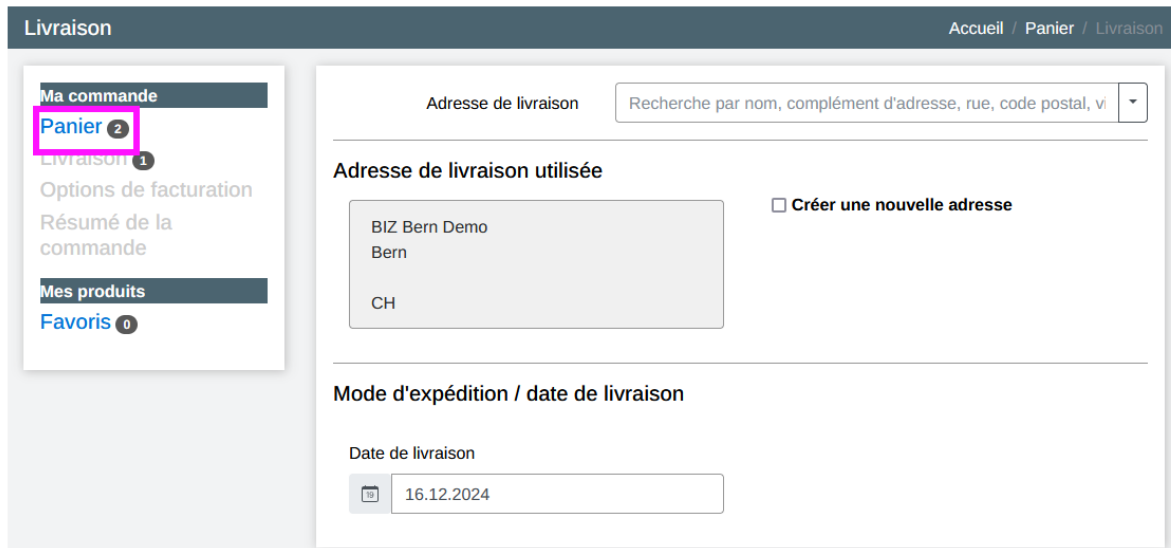 Livraison
Accueil / Panier / Livraison
Ma commande
Panier 2
Livraison 1
Options de facturation
Résumé de la
commande
Mes produits
Favoris 0
Adresse de livraison
Recherche par nom, complément d'adresse, rue, code postal, vi
Adresse de livraison utilisée
BIZ Bern Demo
Bern
CH
Créer une nouvelle adresse
Mode d'expédition / date de livraison
Date de livraison
19
16.12.2024